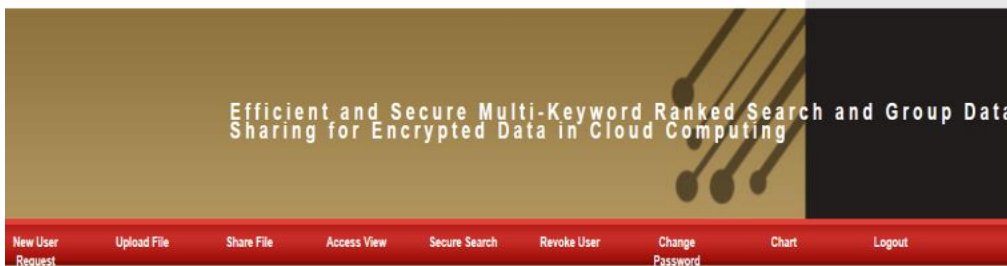 Efficient and Secure Multi-Keyword Ranked Search and Group Data
Sharing for Encrypted Data in Cloud Computing
New User Upload File Share File Access View Secure Search Revoke User Change Chart Logout
Request Password